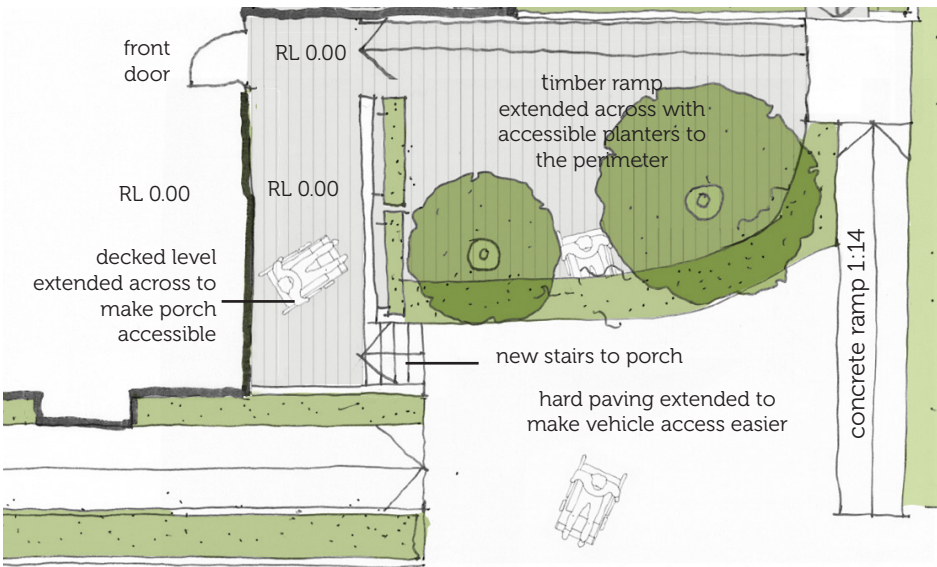 front
door
RL 0.00
timber ramp
extended across with
accessible planters to
the perimeter
RL 0.00
RL 0.00
decked level
extended across to
make porch
accessible
new stairs to porch
hard paving extended to
make vehicle access easier
concrete ramp 1:14